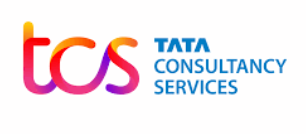 tcs
TATA
CONSULTANCY
SERVICES